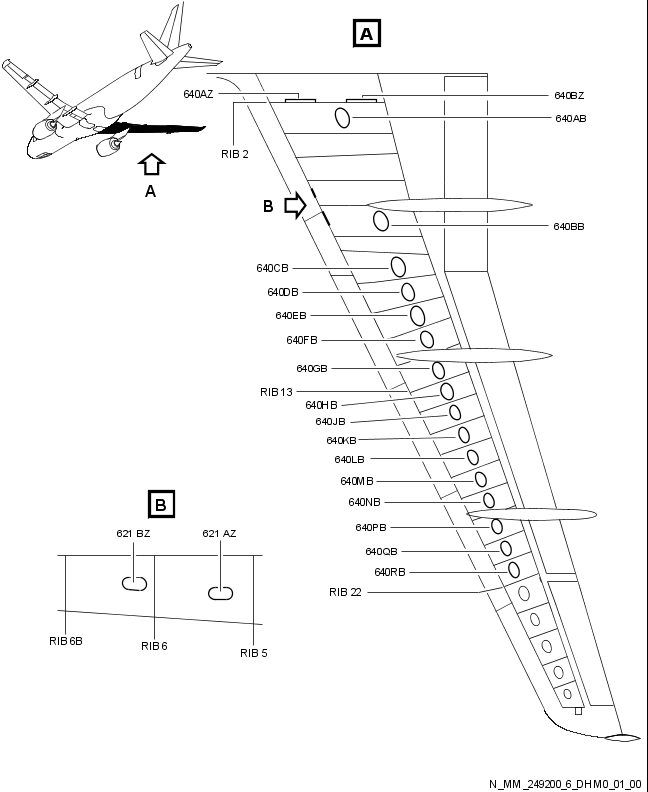 A
640AZ
640BZ
640AB
RIB 2
A
B
640BB
640CB
640DB
640EB
640FB
640GB
RIB 13
640HB
640JB
640KB
640LB
640MB
640NB
640PB
640QB
640RB
RIB 22
B
621 BZ
621 AZ
RIB 6B
RIB 6
RIB 5
N_MM_249200_6_DHM0_01_00